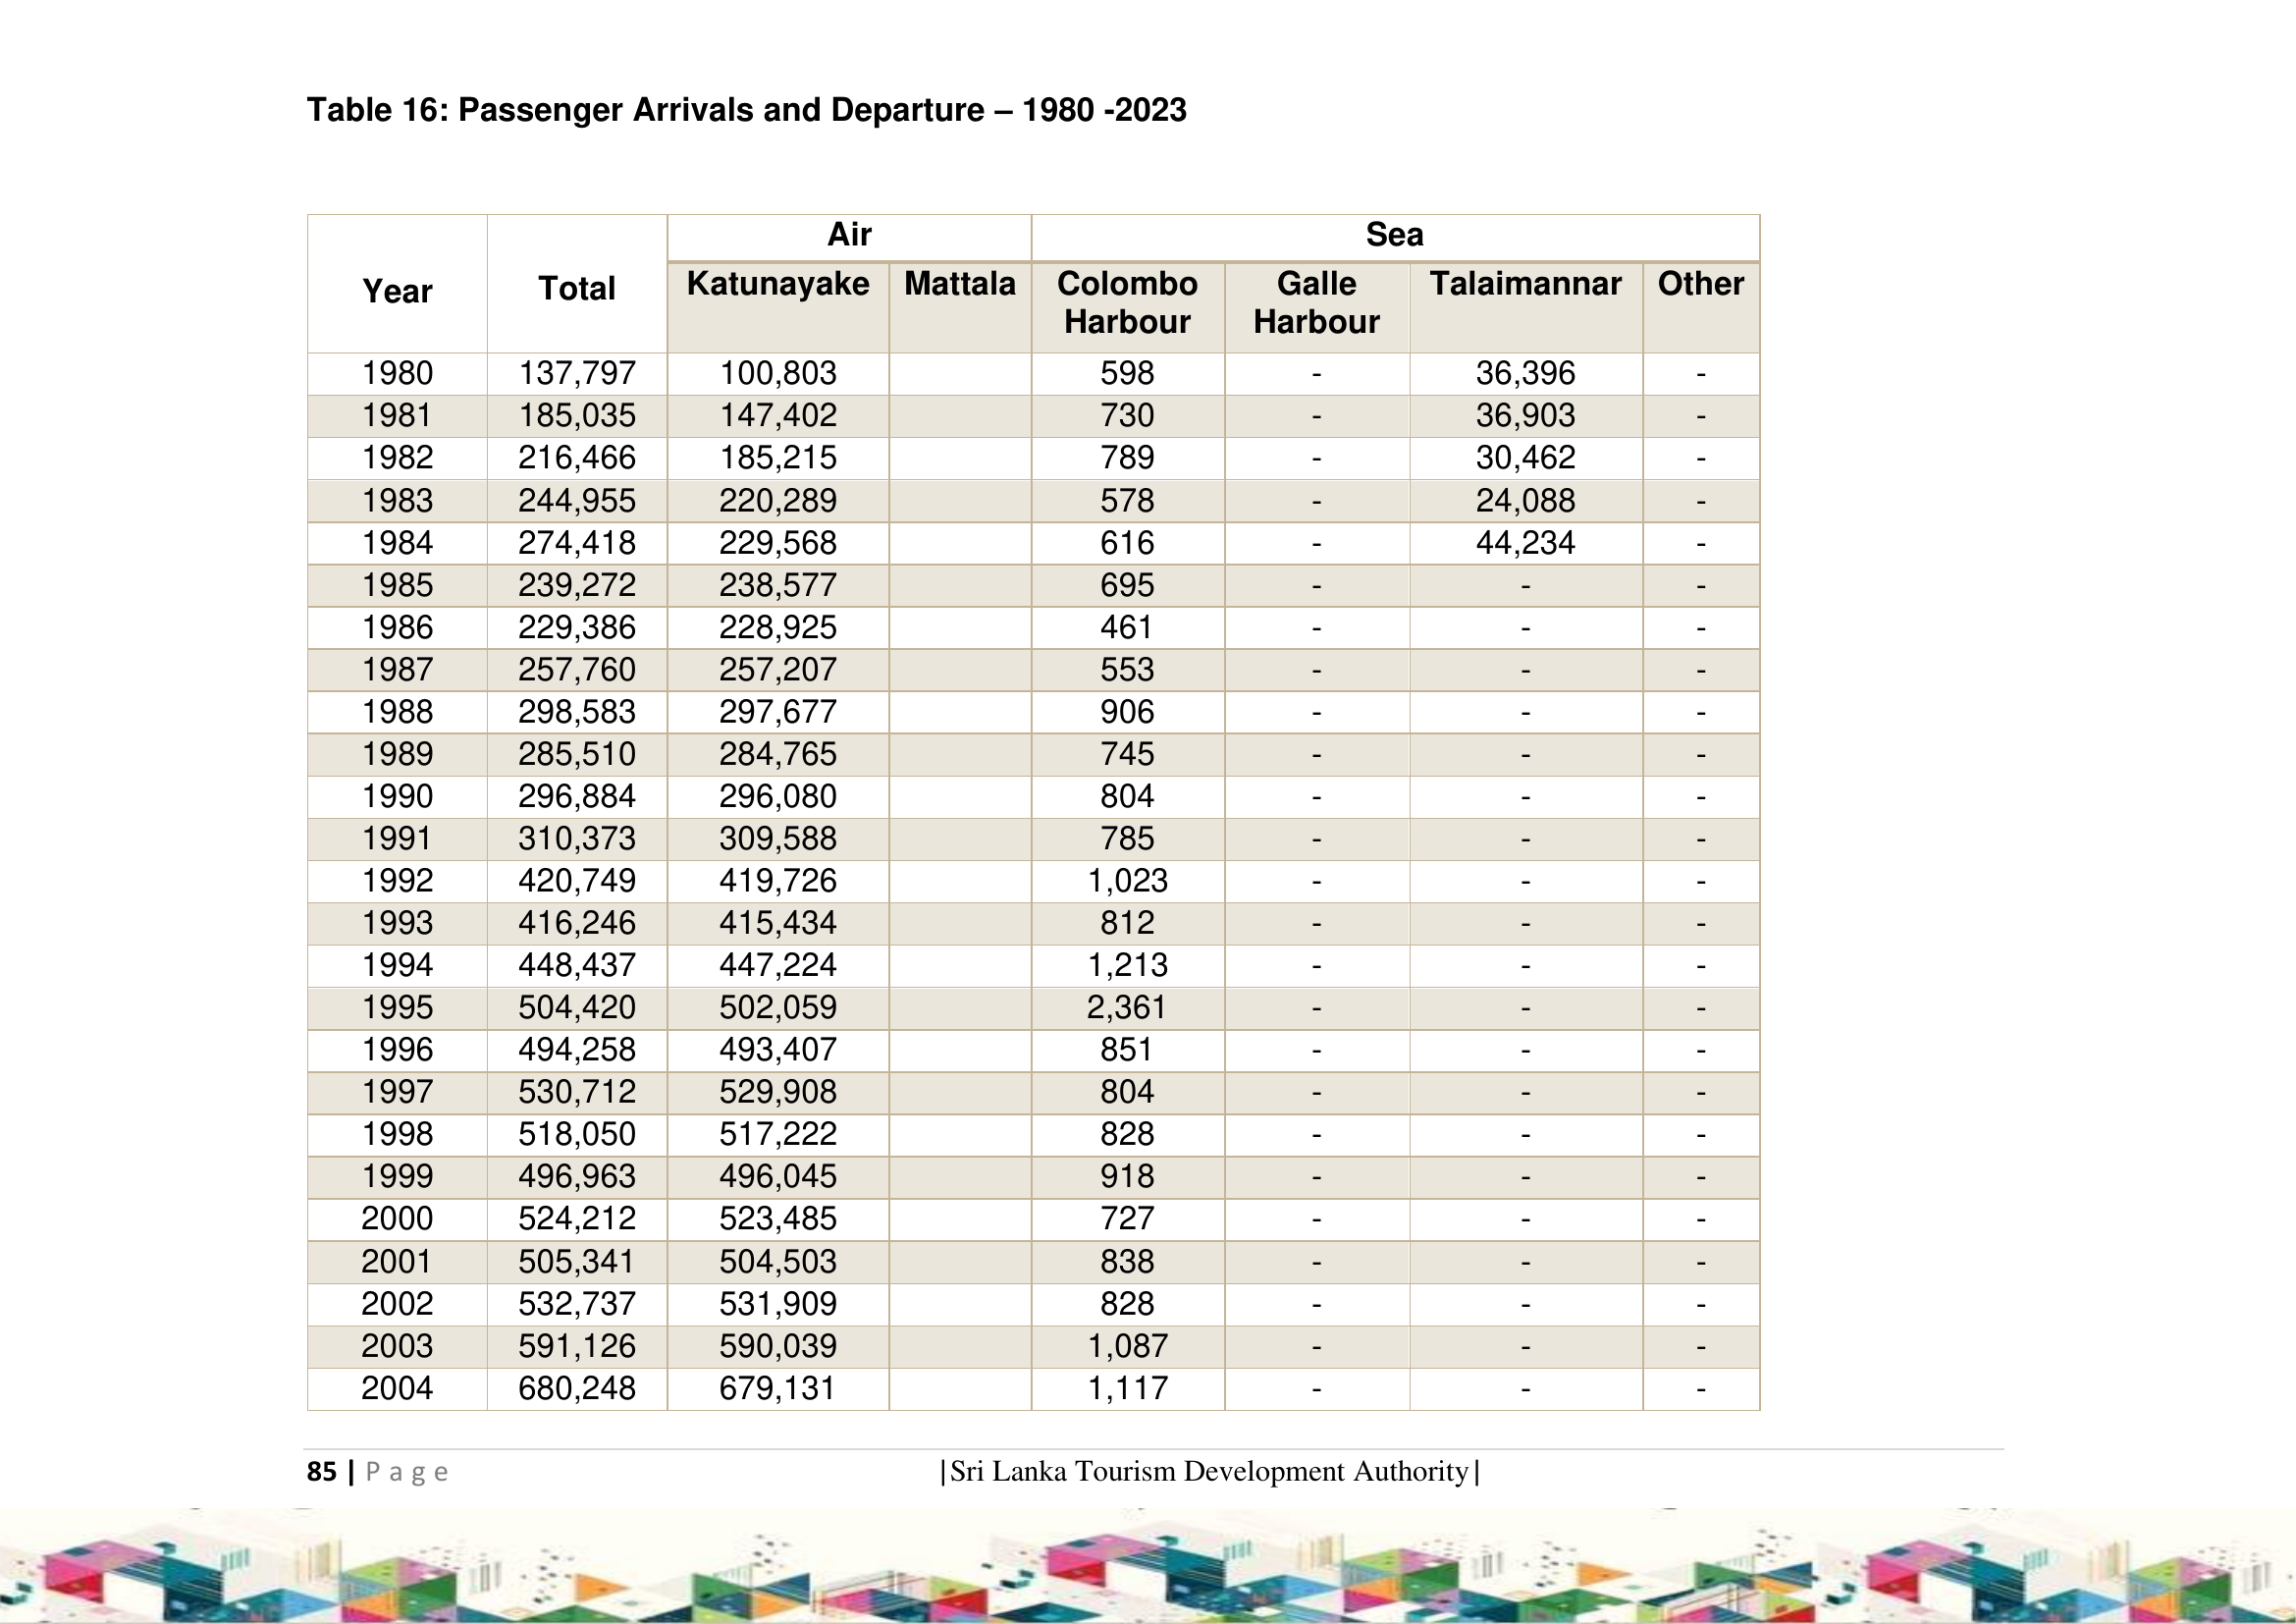 Table 16: Passenger Arrivals and Departure – 1980 -2023
Air Sea
Year Total Katunayake Mattala Colombo Harbour Galle Harbour Talaimannar Other
1980 137,797 100,803 598 - 36,396 -
1981 185,035 147,402 730 - 36,903 -
1982 216,466 185,215 789 - 30,462 -
1983 244,955 220,289 578 - 24,088 -
1984 274,418 229,568 616 - 44,234 -
1985 239,272 238,577 695 - - -
1986 229,386 228,925 461 - - -
1987 257,760 257,207 553 - - -
1988 298,583 297,677 906 - - -
1989 285,510 284,765 745 - - -
1990 296,884 296,080 804 - - -
1991 310,373 309,588 785 - - -
1992 420,749 419,726 1,023 - - -
1993 416,246 415,434 812 - - -
1994 448,437 447,224 1,213 - - -
1995 504,420 502,059 2,361 - - -
1996 494,258 493,407 851 - - -
1997 530,712 529,908 804 - - -
1998 518,050 517,222 828 - - -
1999 496,963 496,045 918 - - -
2000 524,212 523,485 727 - - -
2001 505,341 504,503 838 - - -
2002 532,737 531,909 828 - - -
2003 591,126 590,039 1,087 - - -
2004 680,248 679,131 1,117 - - -
85 | Page |Sri Lanka Tourism Development Authority|